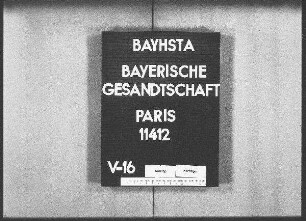 BAYHSTA
BAYERISCHE
GESANDTSCHAFT
PARIS
11412
V-16